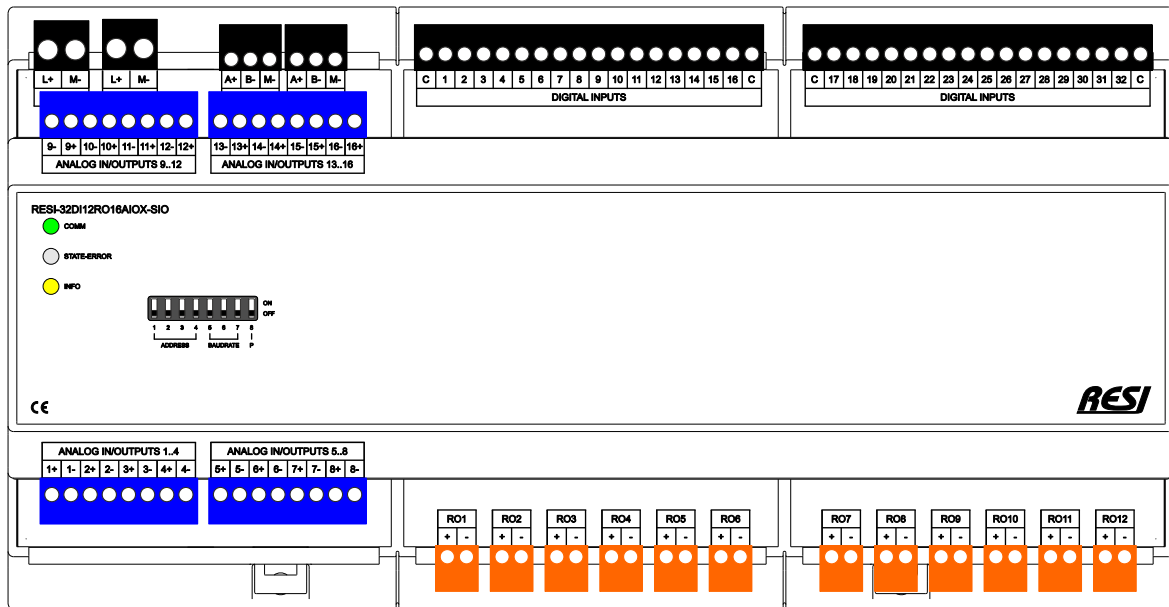 L+ M- L+ M- A+ B- M- A+ B- M- C 1 2 3 4 5 6 7 8 9 10 11 12 13 14 15 16 C C 17 18 19 20 21 22 23 24 25 26 27 28 29 30 31 32 C
DIGITAL INPUTS DIGITAL INPUTS
9- 9+ 10- 10+ 11- 11+ 12- 12+ 13- 13+ 14- 14+ 15- 15+ 16- 16+
ANALOG IN/OUTPUTS 9..12 ANALOG IN/OUTPUTS 13..16
RESI-32DI12RO16AIOX-SIO
COMM
STATE-ERROR
INFO
ON
OFF
1 2 3 4 5 6 7 8
ADDRESS BAUDRATE P
CE RESI
ANALOG IN/OUTPUTS 1..4 ANALOG IN/OUTPUTS 5..8
1+ 1- 2+ 2- 3+ 3- 4+ 4- 5+ 5- 6+ 6- 7+ 7- 8+ 8-
RO1 RO2 RO3 RO4 RO5 RO6 RO7 RO8 RO9 RO10 RO11 RO12
+ - + - + - + - + - + - + - + - + - + - + - + -